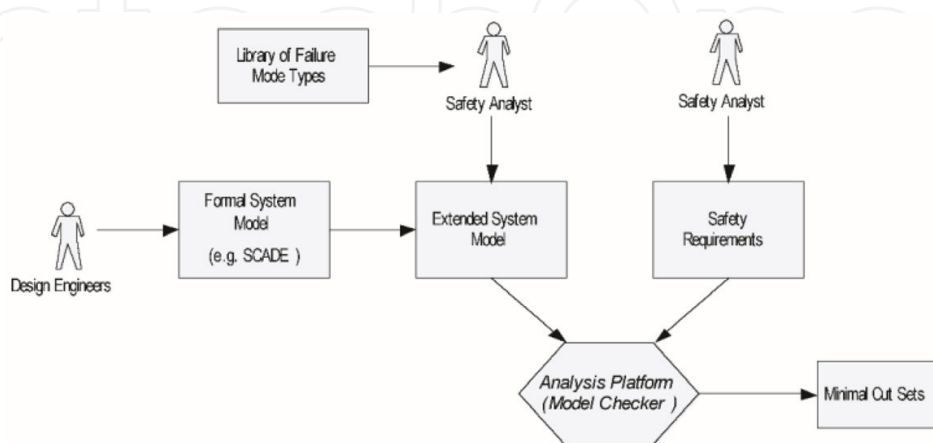 Library of Failure
Mode Types
Safety Analyst
Safety Analyst
Formal System
Model
(e.g. SCADE )
Extended System
Model
Safety
Requirements
Design Engineers
Analysis Platform
(Model Checker )
Minimal Cut Sets